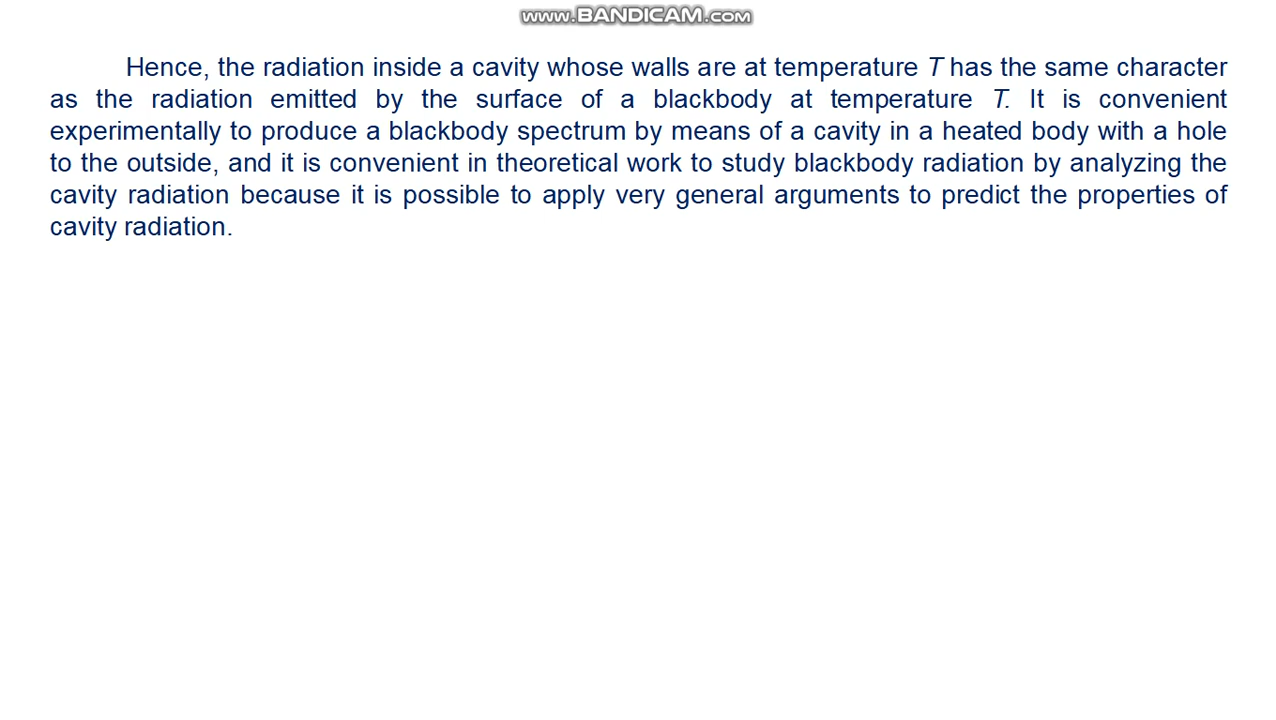 www.BANDICAM.com
Hence, the radiation inside a cavity whose walls are at temperature T has the same character
as the radiation emitted by the surface of a blackbody at temperature T. It is convenient
experimentally to produce a blackbody spectrum by means of a cavity in a heated body with a hole
to the outside, and it is convenient in theoretical work to study blackbody radiation by analyzing the
cavity radiation because it is possible to apply very general arguments to predict the properties of
cavity radiation.